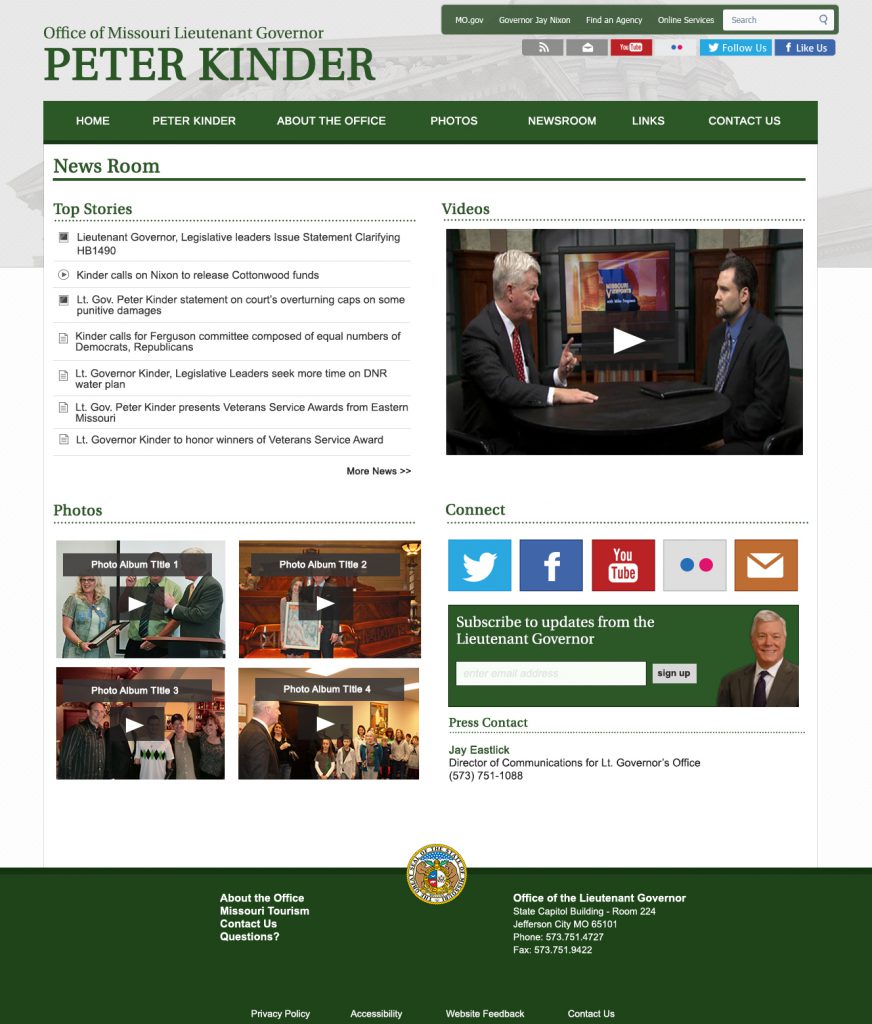 MO.gov Governor Jay Nixon Find an Agency Online Services Search
Office of Missouri Lieutenant Governor
PETER KINDER
You Tube Follow Us Like Us
HOME PETER KINDER ABOUT THE OFFICE PHOTOS NEWSROOM LINKS CONTACT US
News Room
Top Stories
Lieutenant Governor, Legislative leaders Issue Statement Clarifying
HB1490
Kinder calls on Nixon to release Cottonwood funds
Lt. Gov. Peter Kinder statement on court's overturning caps on some
punitive damages
Kinder calls for Ferguson committee composed of equal numbers of
Democrats, Republicans
Lt. Governor Kinder, Legislative Leaders seek more time on DNR
water plan
Lt. Gov. Peter Kinder presents Veterans Service Awards from Eastern
Missouri
Lt. Governor Kinder to honor winners of Veterans Service Award
More News >>
Videos
MISSOURI
VIEWPOINTS
with Mike Ferguson
Photos
Photo Album TItle 1
Photo Album TItle 2
Photo Album TItle 3
Photo Album TItle 4
Connect
You
Tube
Subscribe to updates from the
Lieutenant Governor
enter email address
sign up
Press Contact
Jay Eastlick
Director of Communications for Lt. Governor's Office
(573) 751-1088
THE GREAT SEAL OF THE STATE OF MISSOURI
About the Office
Missouri Tourism
Contact Us
Questions?
Office of the Lieutenant Governor
State Capitol Building - Room 224
Jefferson City MO 65101
Phone: 573.751.4727
Fax: 573.751.9422
Privacy Policy Accessibility Website Feedback Contact Us